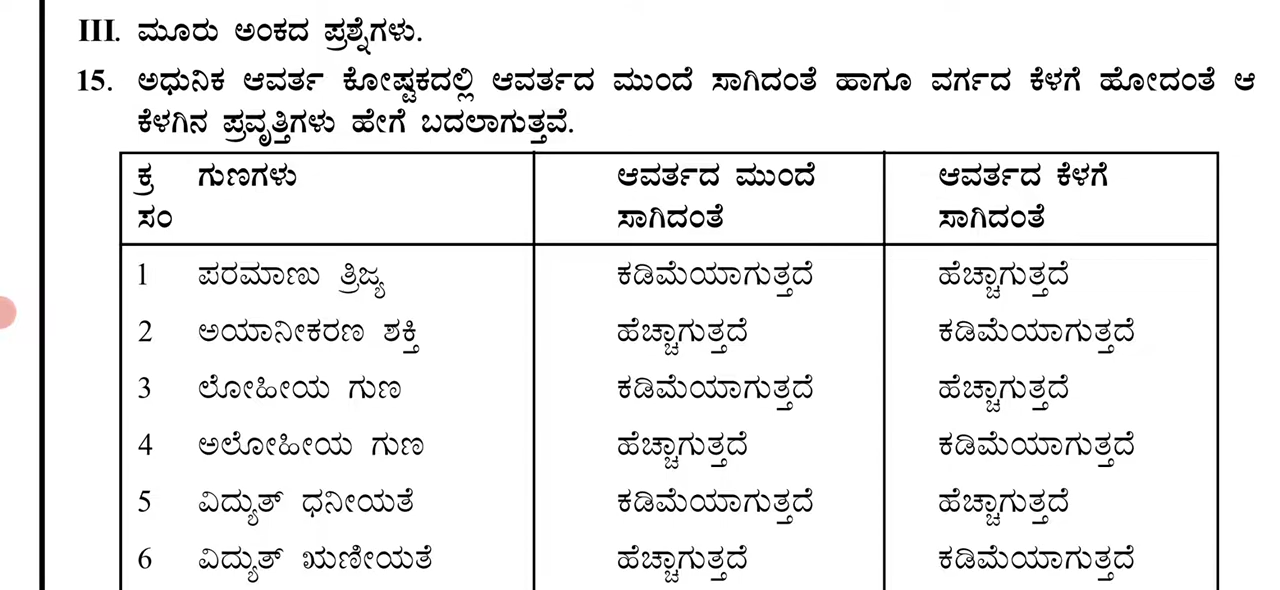 III. ಮೂರು ಅಂಕದ ಪ್ರಶ್ನೆಗಳು.
15. ಅಧುನಿಕ ಆವರ್ತ ಕೋಷ್ಟಕದಲ್ಲಿ ಆವರ್ತದ ಮುಂದೆ ಸಾಗಿದಂತೆ ಹಾಗೂ ವರ್ಗದ ಕೆಳಗೆ ಹೋದಂತೆ ಆ
ಕೆಳಗಿನ ಪ್ರವೃತ್ತಿಗಳು ಹೇಗೆ ಬದಲಾಗುತ್ತವೆ.
ಕ್ರ ಗುಣಗಳು ಆವರ್ತದ ಮುಂದೆ ಆವರ್ತದ ಕೆಳಗೆ
ಸಂ ಸಾಗಿದಂತೆ ಸಾಗಿದಂತೆ
1 ಪರಮಾಣು ತ್ರಿಜ್ಯ ಕಡಿಮೆಯಾಗುತ್ತದೆ ಹೆಚ್ಚಾಗುತ್ತದೆ
2 ಅಯಾನೀಕರಣ ಶಕ್ತಿ ಹೆಚ್ಚಾಗುತ್ತದೆ ಕಡಿಮೆಯಾಗುತ್ತದೆ
3 ಲೋಹೀಯ ಗುಣ ಕಡಿಮೆಯಾಗುತ್ತದೆ ಹೆಚ್ಚಾಗುತ್ತದೆ
4 ಅಲೋಹೀಯ ಗುಣ ಹೆಚ್ಚಾಗುತ್ತದೆ ಕಡಿಮೆಯಾಗುತ್ತದೆ
5 ವಿದ್ಯುತ್ ಧನೀಯತೆ ಕಡಿಮೆಯಾಗುತ್ತದೆ ಹೆಚ್ಚಾಗುತ್ತದೆ
6 ವಿದ್ಯುತ್ ಋಣೀಯತೆ ಹೆಚ್ಚಾಗುತ್ತದೆ ಕಡಿಮೆಯಾಗುತ್ತದೆ